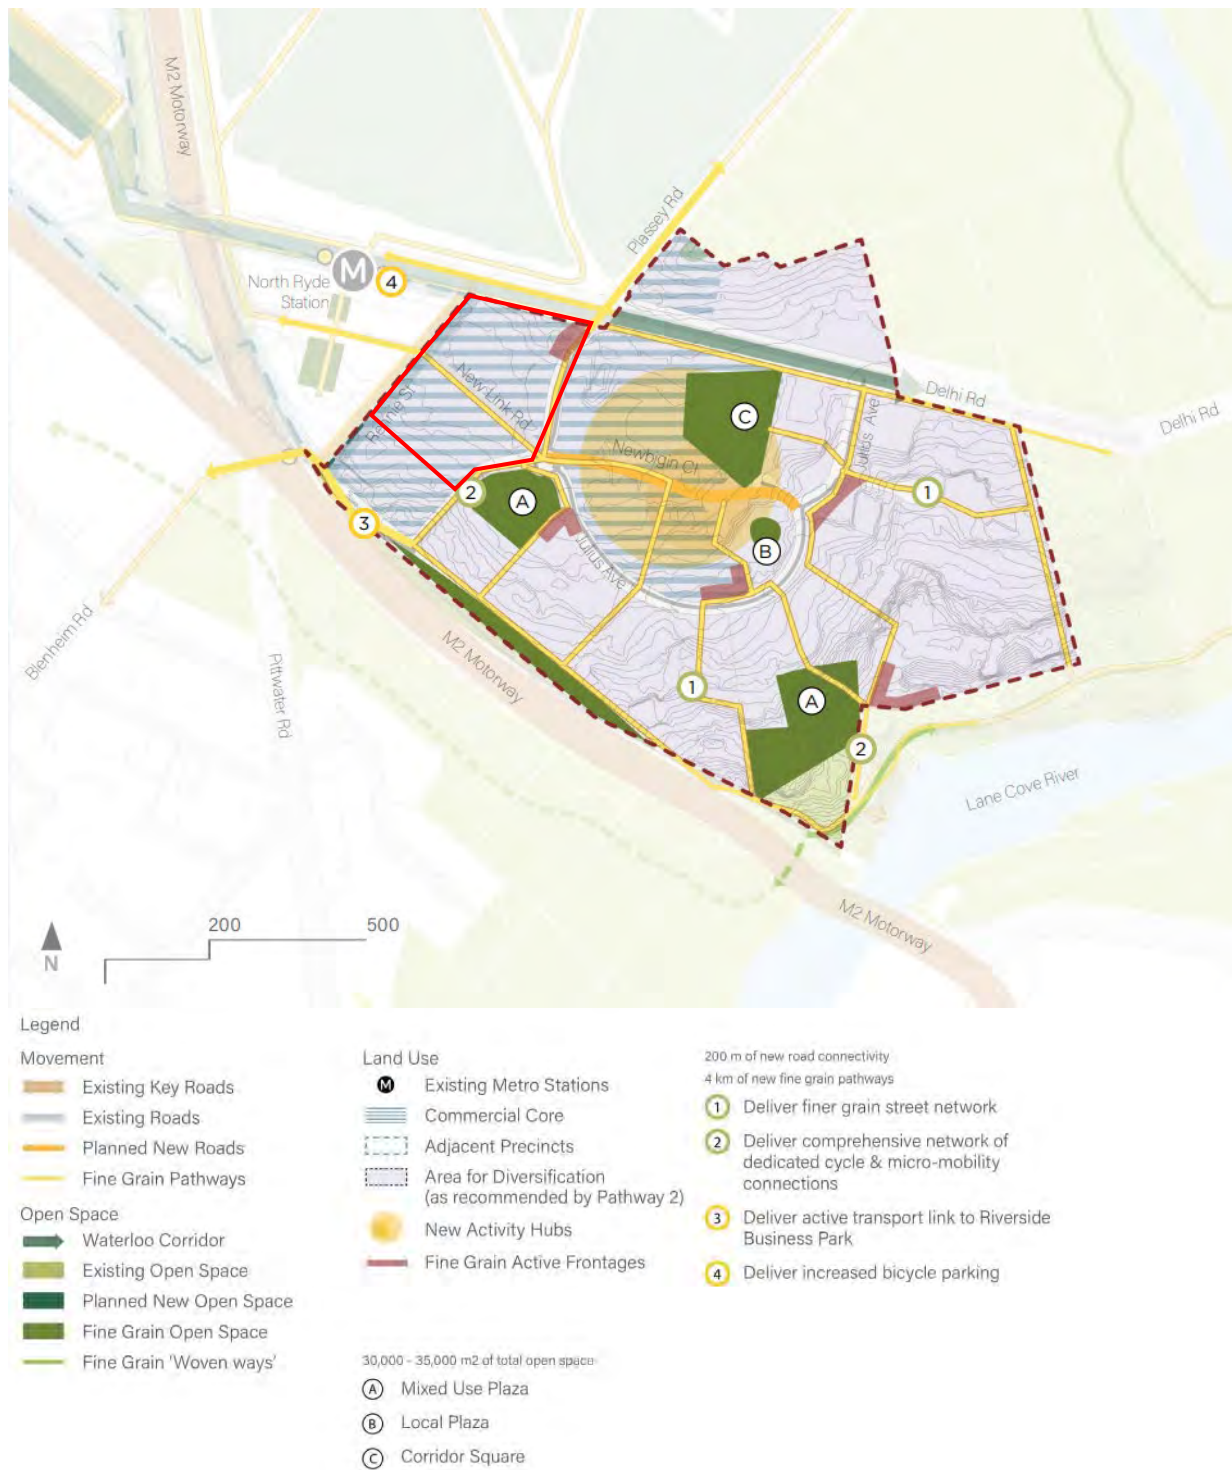 M2 Motorway
Plassey Rd
M
4
North Ryde
Station
New Link Rd
Rennie St
Delhi Rd
Delhi Rd
C
Julius Ave
Newbigin Cl
1
2
A
3
B
Julius Ave
Blenheim Rd
Pittwater Rd
M2 Motorway
1
A
2
Lane Cove River
M2 Motorway
200
500
N
Legend
Movement
Existing Key Roads
Existing Roads
Planned New Roads
Fine Grain Pathways
Open Space
Waterloo Corridor
Existing Open Space
Planned New Open Space
Fine Grain Open Space
Fine Grain 'Woven ways'
Land Use
M Existing Metro Stations
Commercial Core
Adjacent Precincts
Area for Diversification
(as recommended by Pathway 2)
New Activity Hubs
Fine Grain Active Frontages
30,000 - 35,000 m2 of total open space
A Mixed Use Plaza
B Local Plaza
C Corridor Square
200 m of new road connectivity
4 km of new fine grain pathways
1 Deliver finer grain street network
2 Deliver comprehensive network of
dedicated cycle & micro-mobility
connections
3 Deliver active transport link to Riverside
Business Park
4 Deliver increased bicycle parking